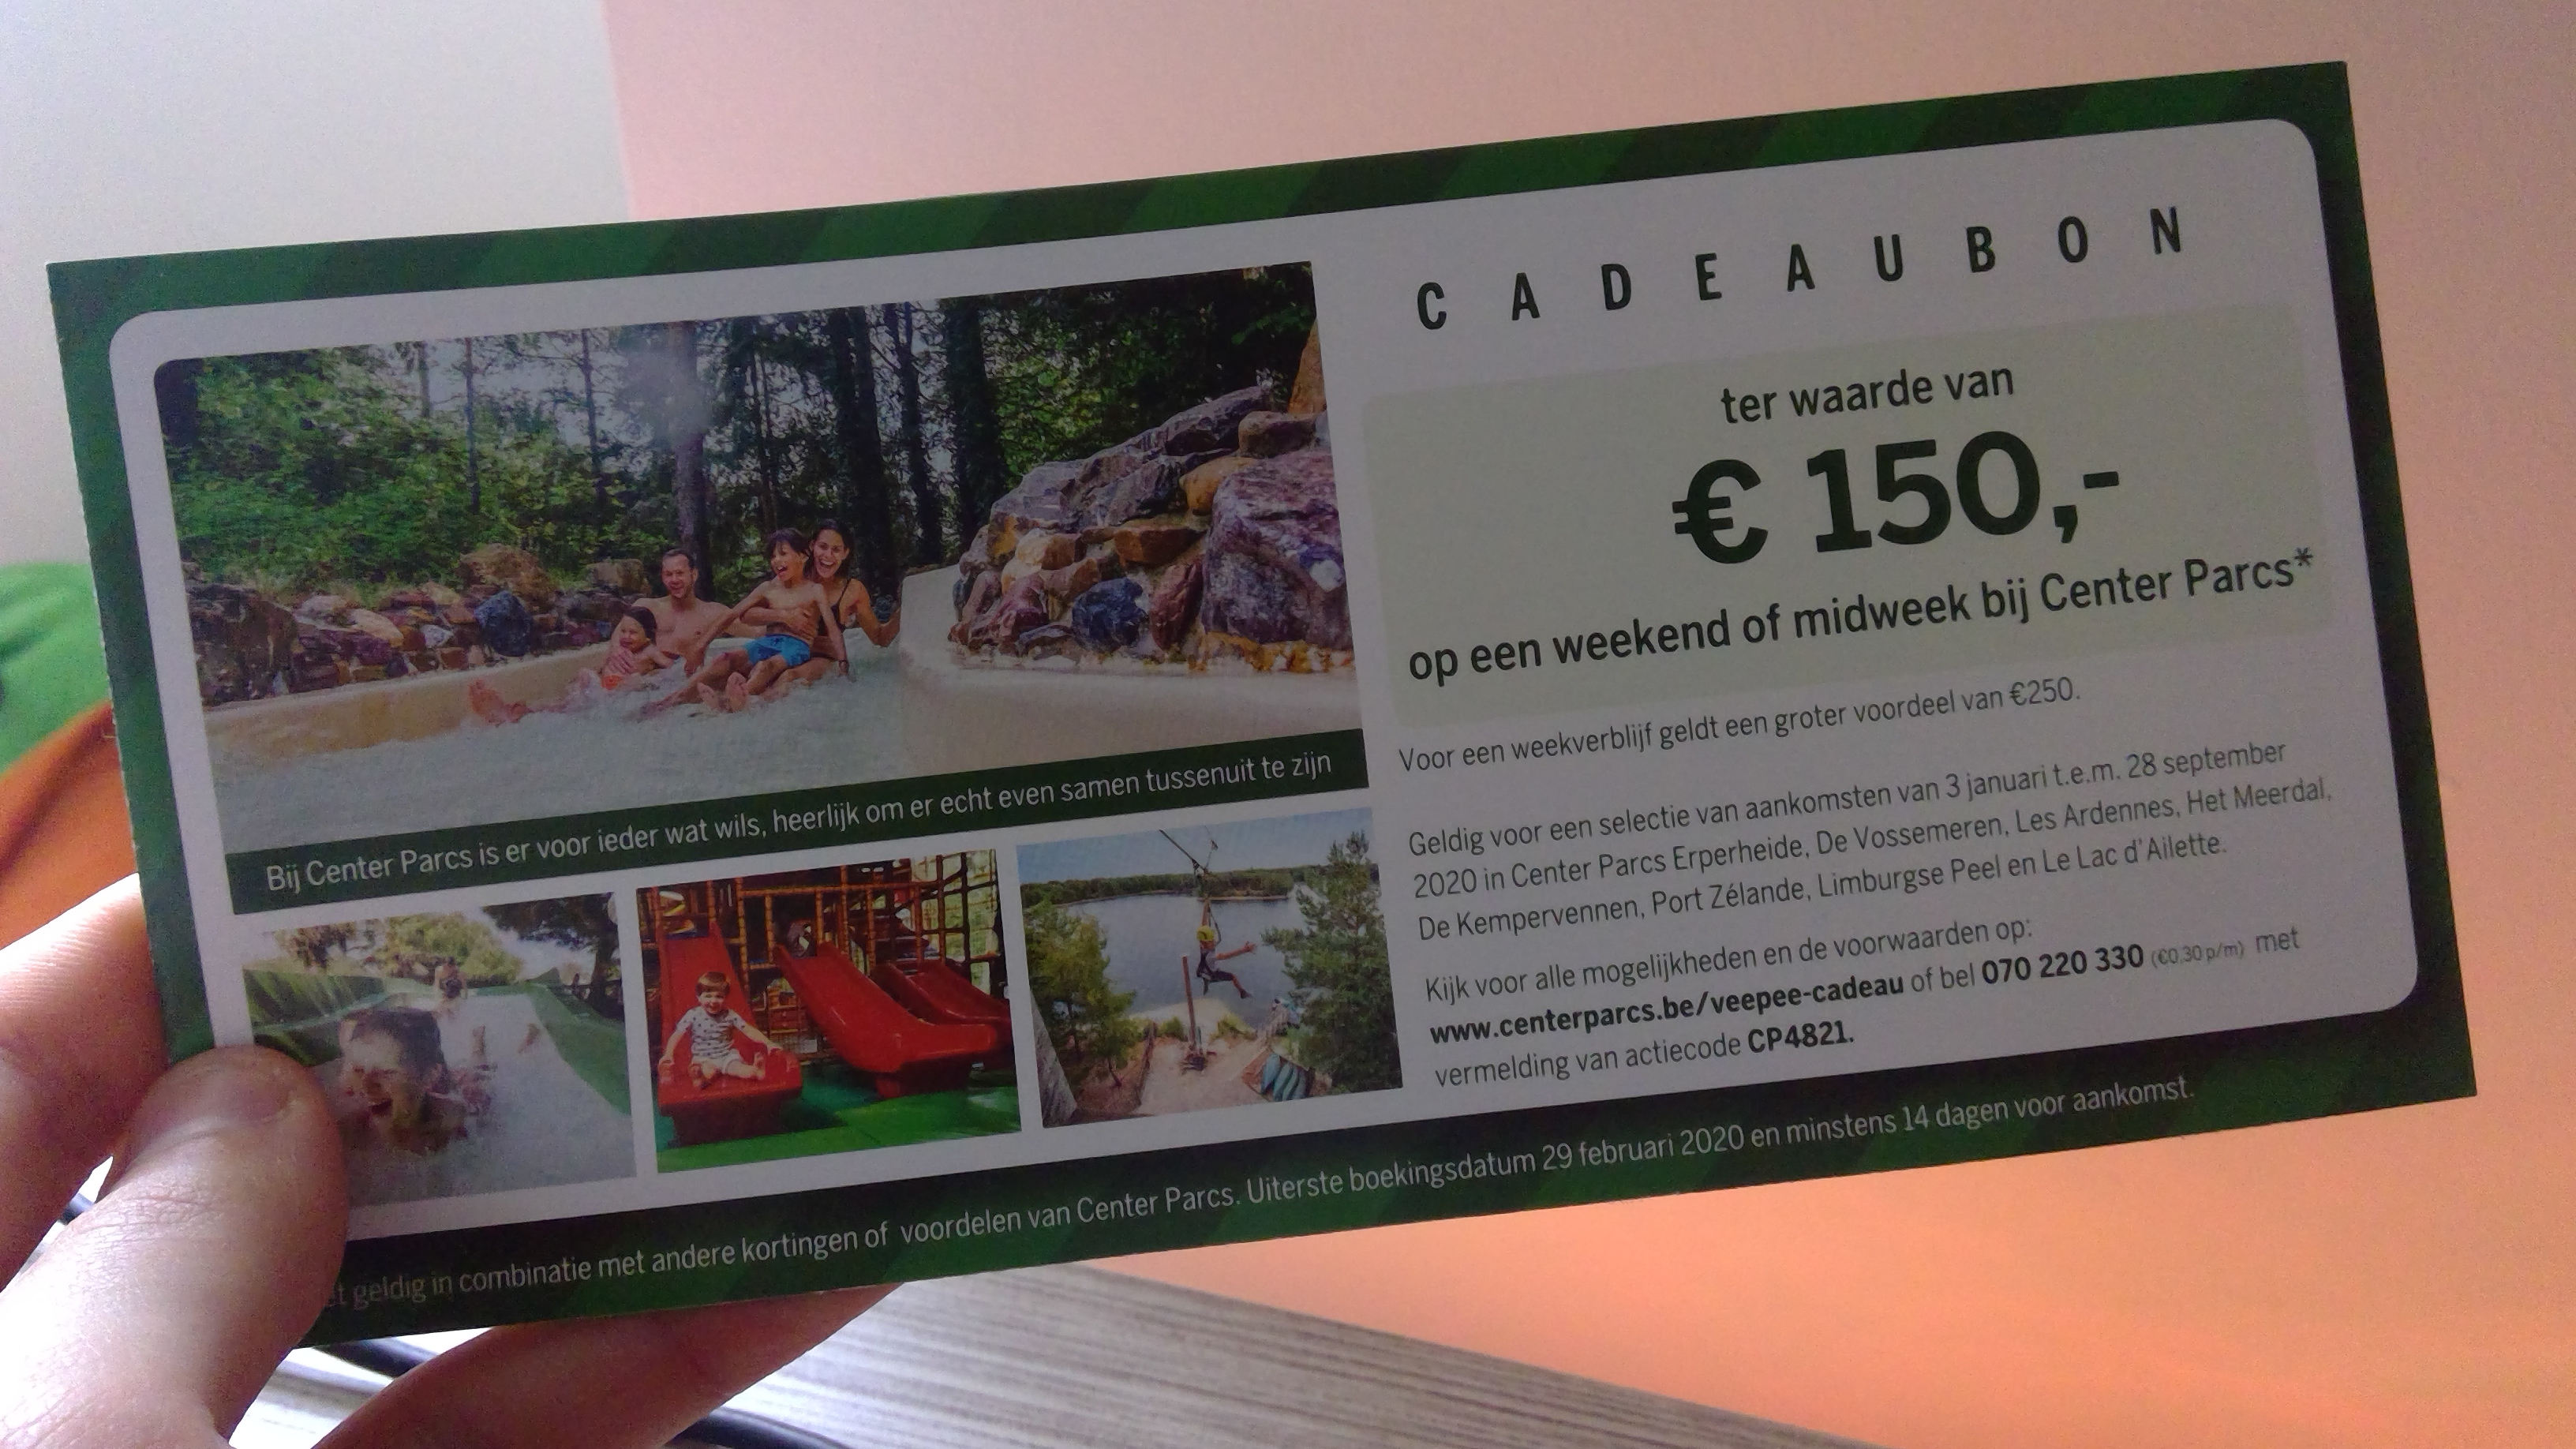 CADEAUBON
ter waarde van
€ 150,-
op een weekend of midweek bij Center Parcs*
Voor een weekverblijf geldt een groter voordeel van €250.
Geldig voor een selectie van aankomsten van 3 januari t.e.m. 28 september
2020 in Center Parcs Erperheide, De Vossemeren, Les Ardennes, Het Meerdal,
De Kempervennen, Port Zélande, Limburgse Peel en Le Lac d'Ailette.
Kijk voor alle mogelijkheden en de voorwaarden op:
www.centerparcs.be/veepee-cadeau of bel 070 220 330 (€0,30 p/m) met
vermelding van actiecode CP4821.
Bij Center Parcs is er voor ieder wat wils, heerlijk om er echt even samen tussenuit te zijn
geldig in combinatie met andere kortingen of voordelen van Center Parcs. Uiterste boekingsdatum 29 februari 2020 en minstens 14 dagen voor aankomst.